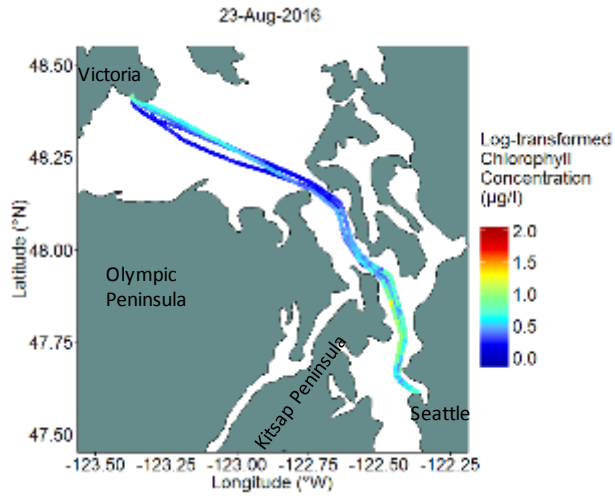 23-Aug-2016
48.50
48.25
48.00
47.75
47.50
Latitude (°N)
Victoria
Olympic
Peninsula
Kitsap Peninsula
Seattle
-123.50 -123.25 -123.00 -122.75 -122.50 -122.25
Longitude (°W)
Log-transformed
Chlorophyll
Concentration
(µg/l)
2.0
1.5
1.0
0.5
0.0